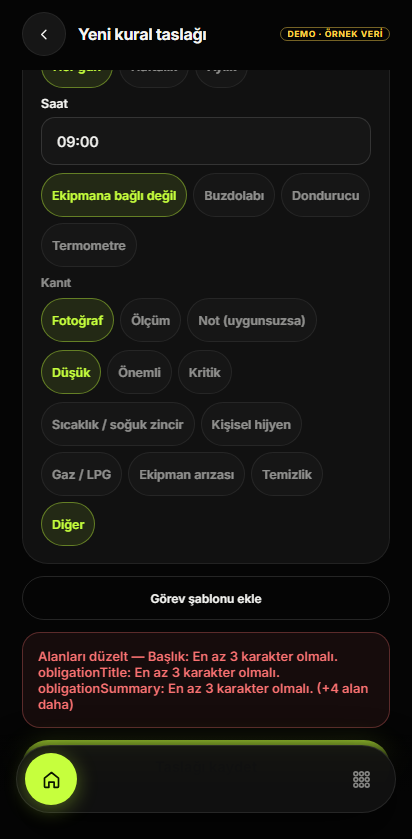 Yeni kural taslağı
DEMO · ÖRNEK VERİ
Saat
09:00
Ekipmana bağlı değil Buzdolabı Dondurucu
Termometre
Kanıt
Fotoğraf Ölçüm Not (uygunsuzsa)
Düşük Önemli Kritik
Sıcaklık / soğuk zincir Kişisel hijyen
Gaz / LPG Ekipman arızası Temizlik
Diğer
Görev şablonu ekle
Alanları düzelt — Başlık: En az 3 karakter olmalı.
obligationTitle: En az 3 karakter olmalı.
obligationSummary: En az 3 karakter olmalı. (+4 alan
daha)